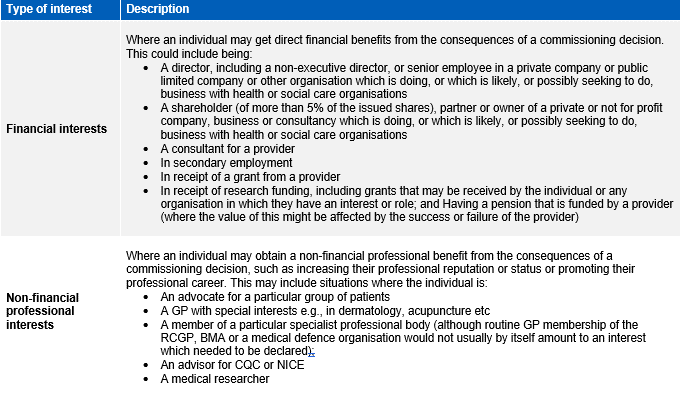 Type of interest Description
Where an individual may get direct financial benefits from the consequences of a commissioning decision.
This could include being:
• A director, including a non-executive director, or senior employee in a private company or public
limited company or other organisation which is doing, or which is likely, or possibly seeking to do,
business with health or social care organisations
• A shareholder (of more than 5% of the issued shares), partner or owner of a private or not for profit
company, business or consultancy which is doing, or which is likely, or possibly seeking to do,
business with health or social care organisations
Financial interests
• A consultant for a provider
• In secondary employment
• In receipt of a grant from a provider
• In receipt of research funding, including grants that may be received by the individual or any
organisation in which they have an interest or role; and Having a pension that is funded by a provider
(where the value of this might be affected by the success or failure of the provider)
Where an individual may obtain a non-financial professional benefit from the consequences of a
commissioning decision, such as increasing their professional reputation or status or promoting their
professional career. This may include situations where the individual is:
Non-financial
professional
interests
• An advocate for a particular group of patients
• A GP with special interests e.g., in dermatology, acupuncture etc
• A member of a particular specialist professional body (although routine GP membership of the
RCGP, BMA or a medical defence organisation would not usually by itself amount to an interest
which needed to be declared);
• An advisor for CQC or NICE
• A medical researcher